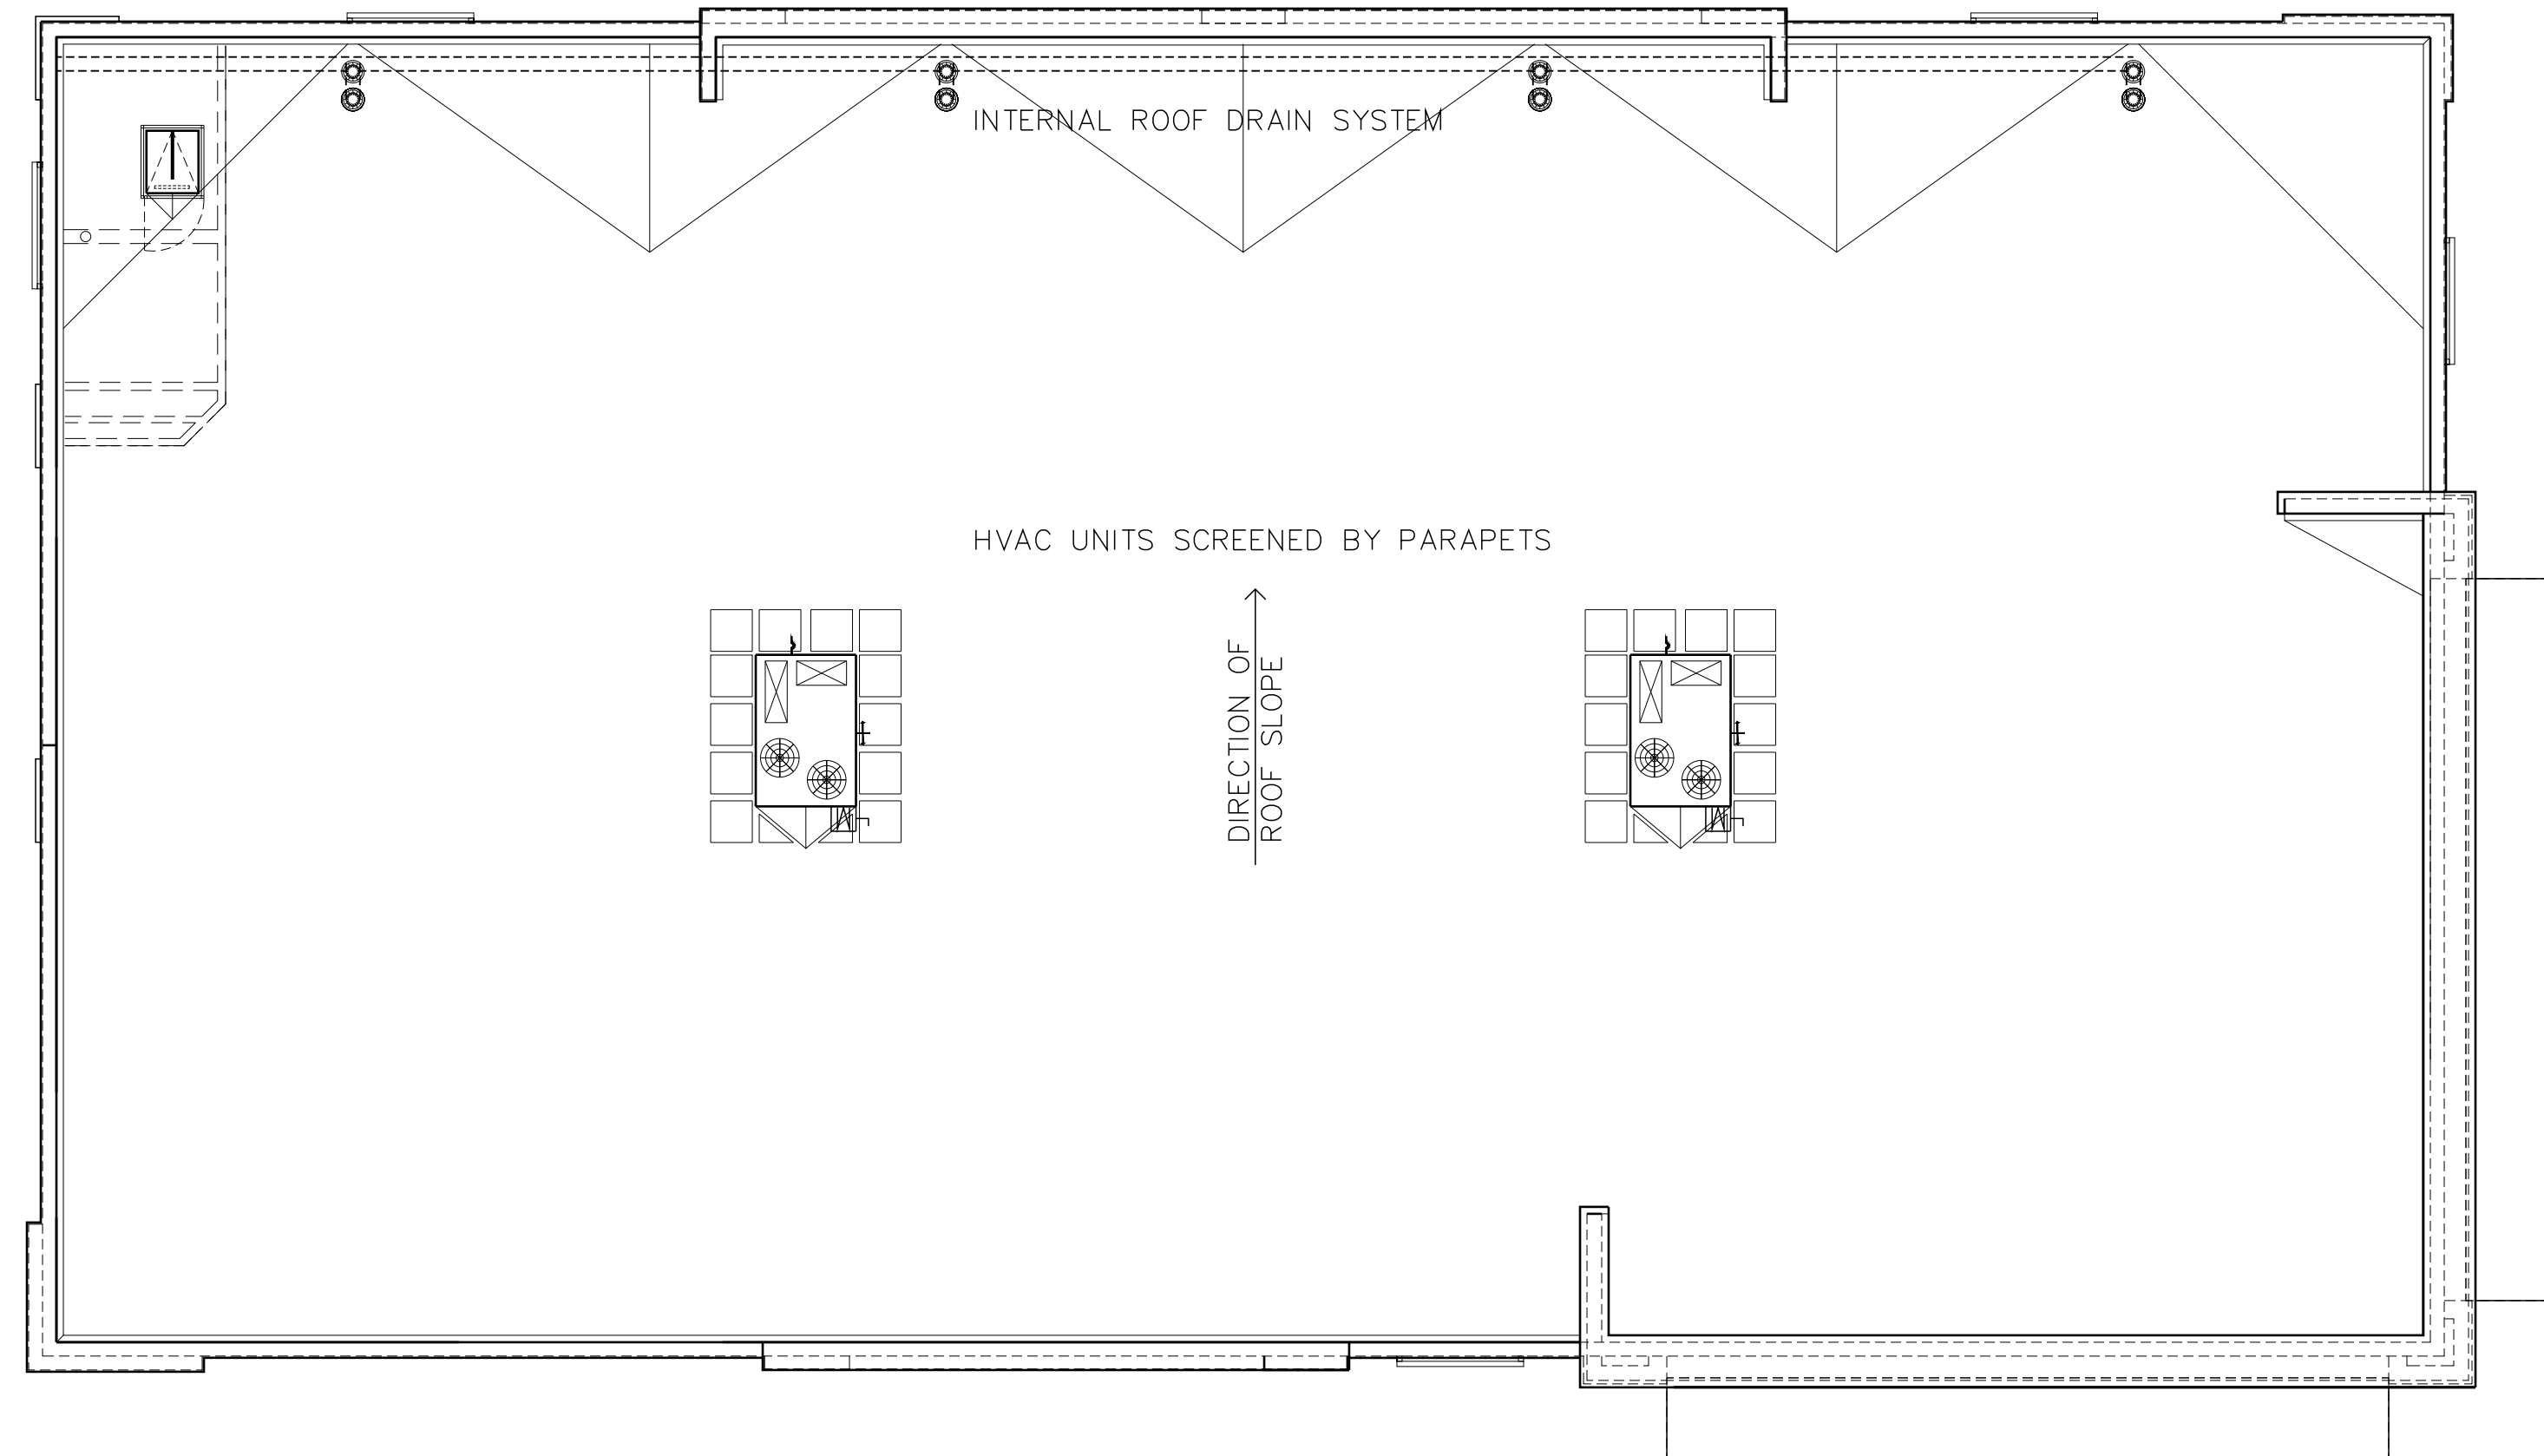 INTERNAL ROOF DRAIN SYSTEM
HVAC UNITS SCREENED BY PARAPETS
DIRECTION OF
ROOF SLOPE